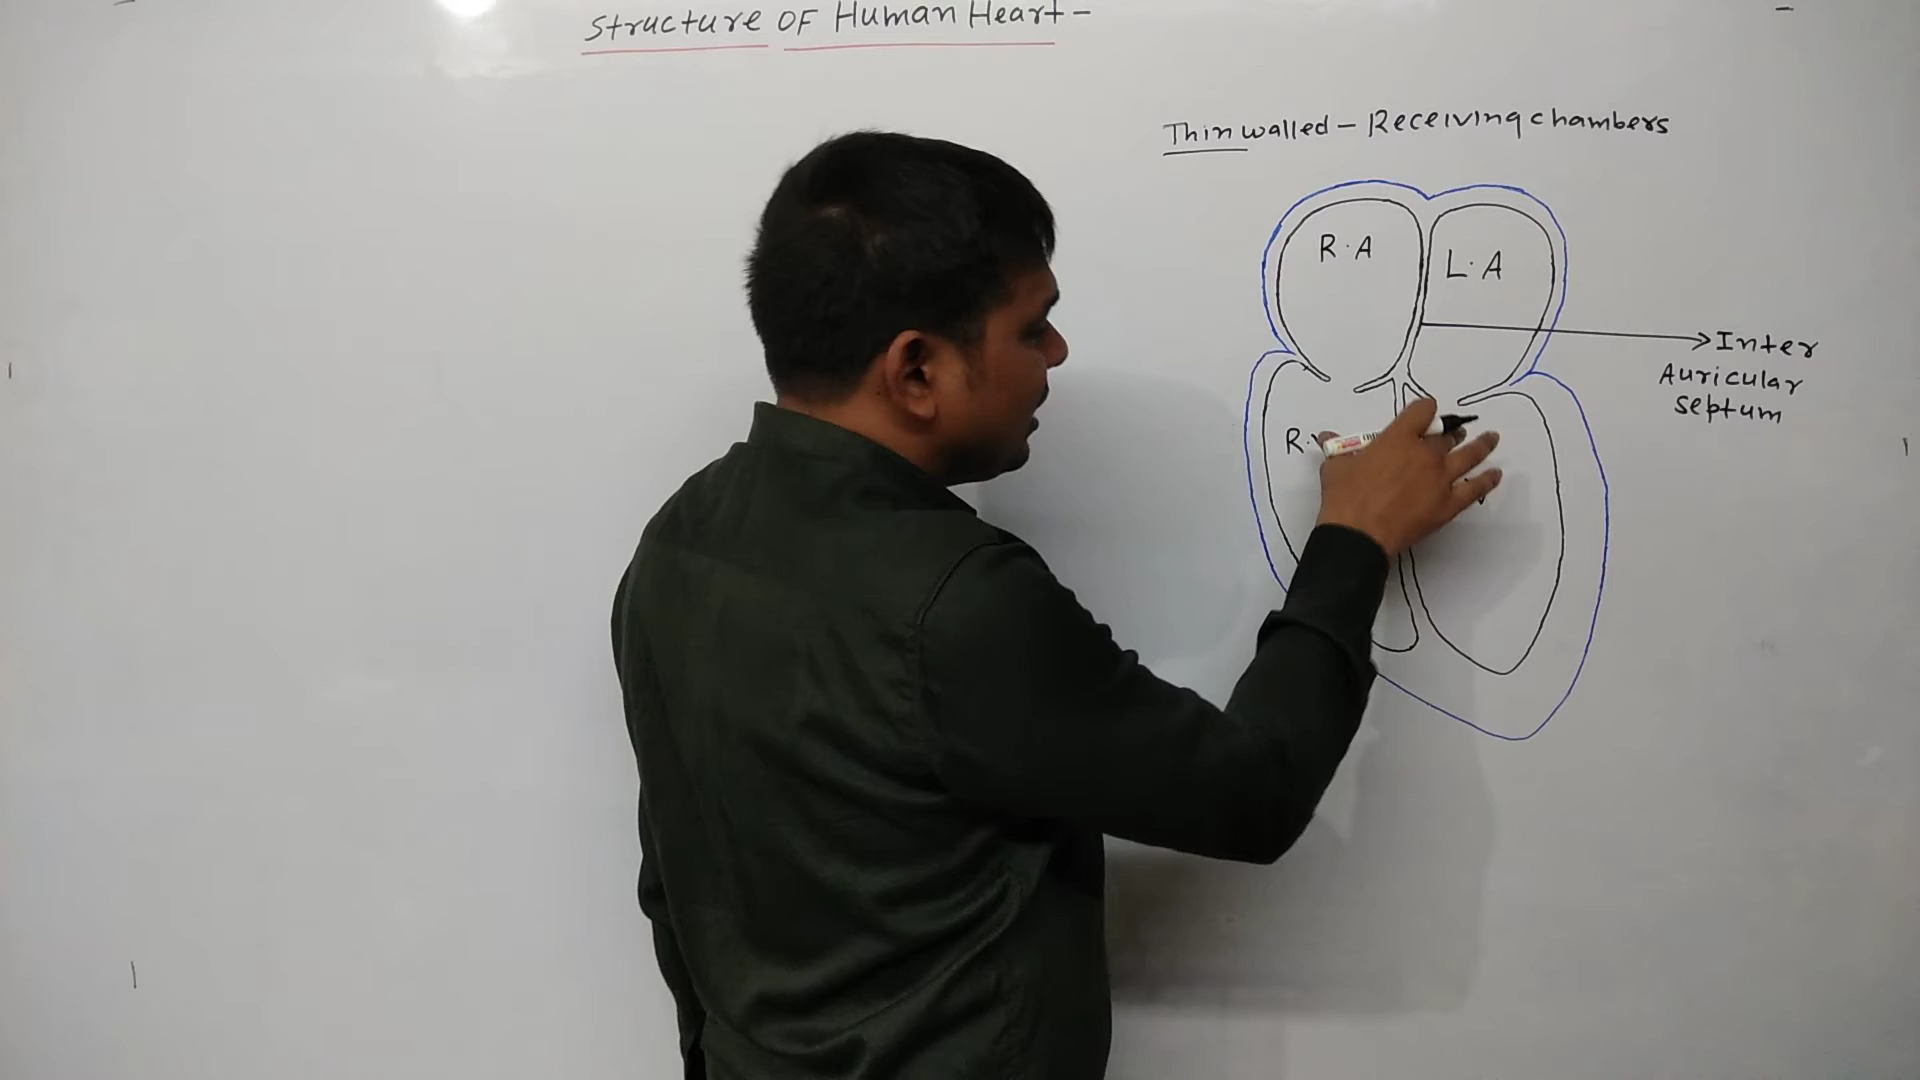 Structure OF Human Heart -
Thin walled - Receiving chambers
R.A
L.A
Inter
Auricular
Septum
R.